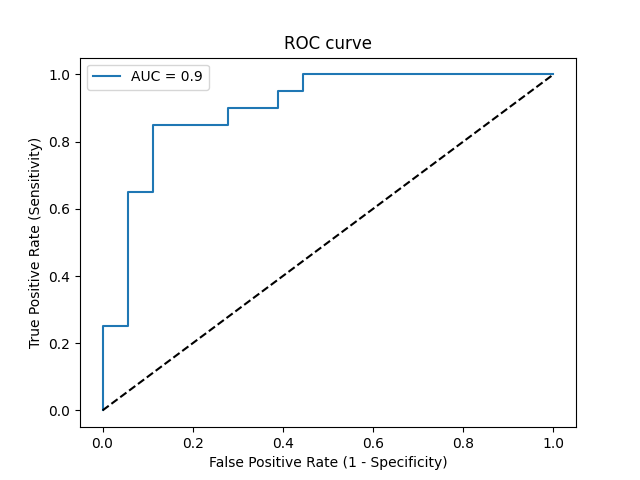 ROC curve
AUC = 0.9
True Positive Rate (Sensitivity)
1.0
0.8
0.6
0.4
0.2
0.0
0.0 0.2 0.4 0.6 0.8 1.0
False Positive Rate (1 - Specificity)